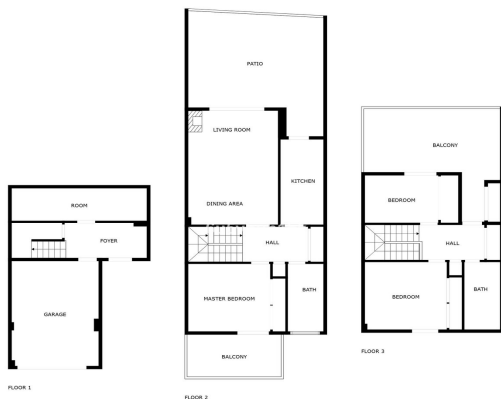 ROOM
FOYER
GARAGE
FLOOR 1
PATIO
LIVING ROOM
KITCHEN
DINING AREA
HALL
MASTER BEDROOM
BATH
BALCONY
FLOOR 2
BALCONY
BEDROOM
HALL
BEDROOM
BATH
FLOOR 3